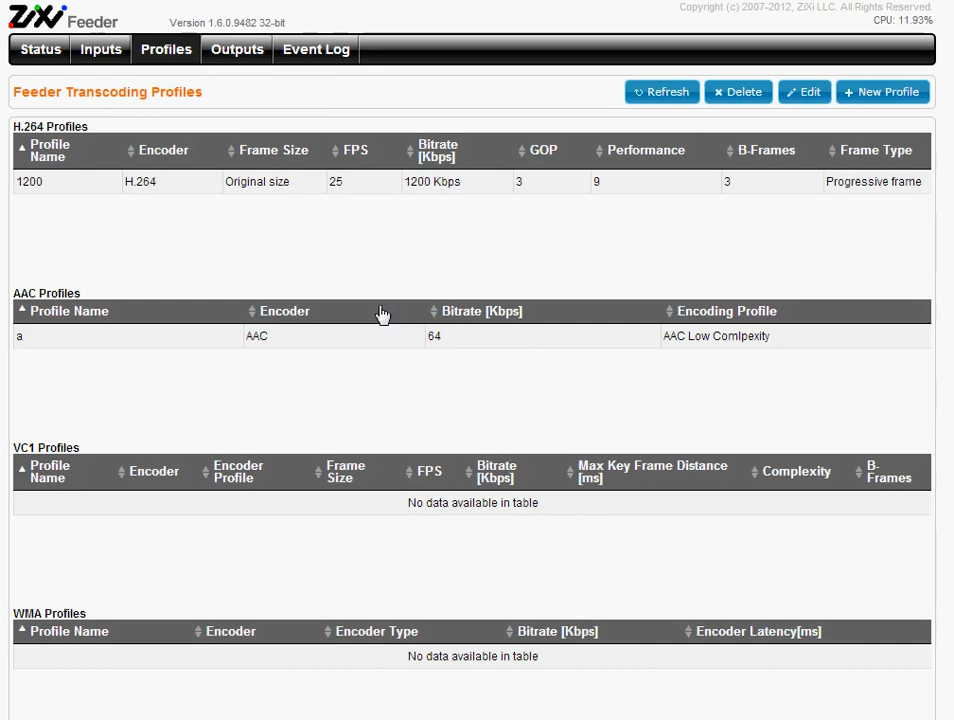 ZiXi Feeder Version 1.6.0.9482 32-bit
Copyright (c) 2007-2012, ZiXi LLC. All Rights Reserved.
CPU: 11.93%
Status Inputs Profiles Outputs Event Log
Feeder Transcoding Profiles Refresh Delete Edit New Profile
H.264 Profiles
Profile Name Encoder Frame Size FPS Bitrate [Kbps] GOP Performance B-Frames Frame Type
1200 H.264 Original size 25 1200 Kbps 3 9 3 Progressive frame
AAC Profiles
Profile Name Encoder Bitrate [Kbps] Encoding Profile
a AAC 64 AAC Low Comlpexity
VC1 Profiles
Profile Name Encoder Encoder Profile Frame Size FPS Bitrate [Kbps] Max Key Frame Distance [ms] Complexity B-Frames
No data available in table
WMA Profiles
Profile Name Encoder Encoder Type Bitrate [Kbps] Encoder Latency[ms]
No data available in table